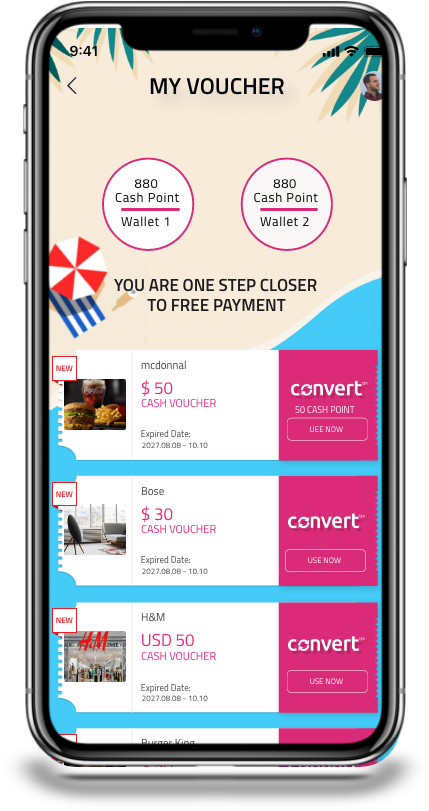 9:41
MY VOUCHER
880
Cash Point
Wallet 1
880
Cash Point
Wallet 2
YOU ARE ONE STEP CLOSER
TO FREE PAYMENT
NEW
mcdonnal
$ 50
CASH VOUCHER
Expired Date:
2027.08.08 - 10.10
convert
50 CASH POINT
UEE NOW
NEW
Bose
$ 30
CASH VOUCHER
Expired Date:
2027.08.08 - 10.10
convert
USE NOW
NEW
H&M
H&M
USD 50
CASH VOUCHER
Expired Date:
2027.08.08 - 10.10
convert
USE NOW
Burger King